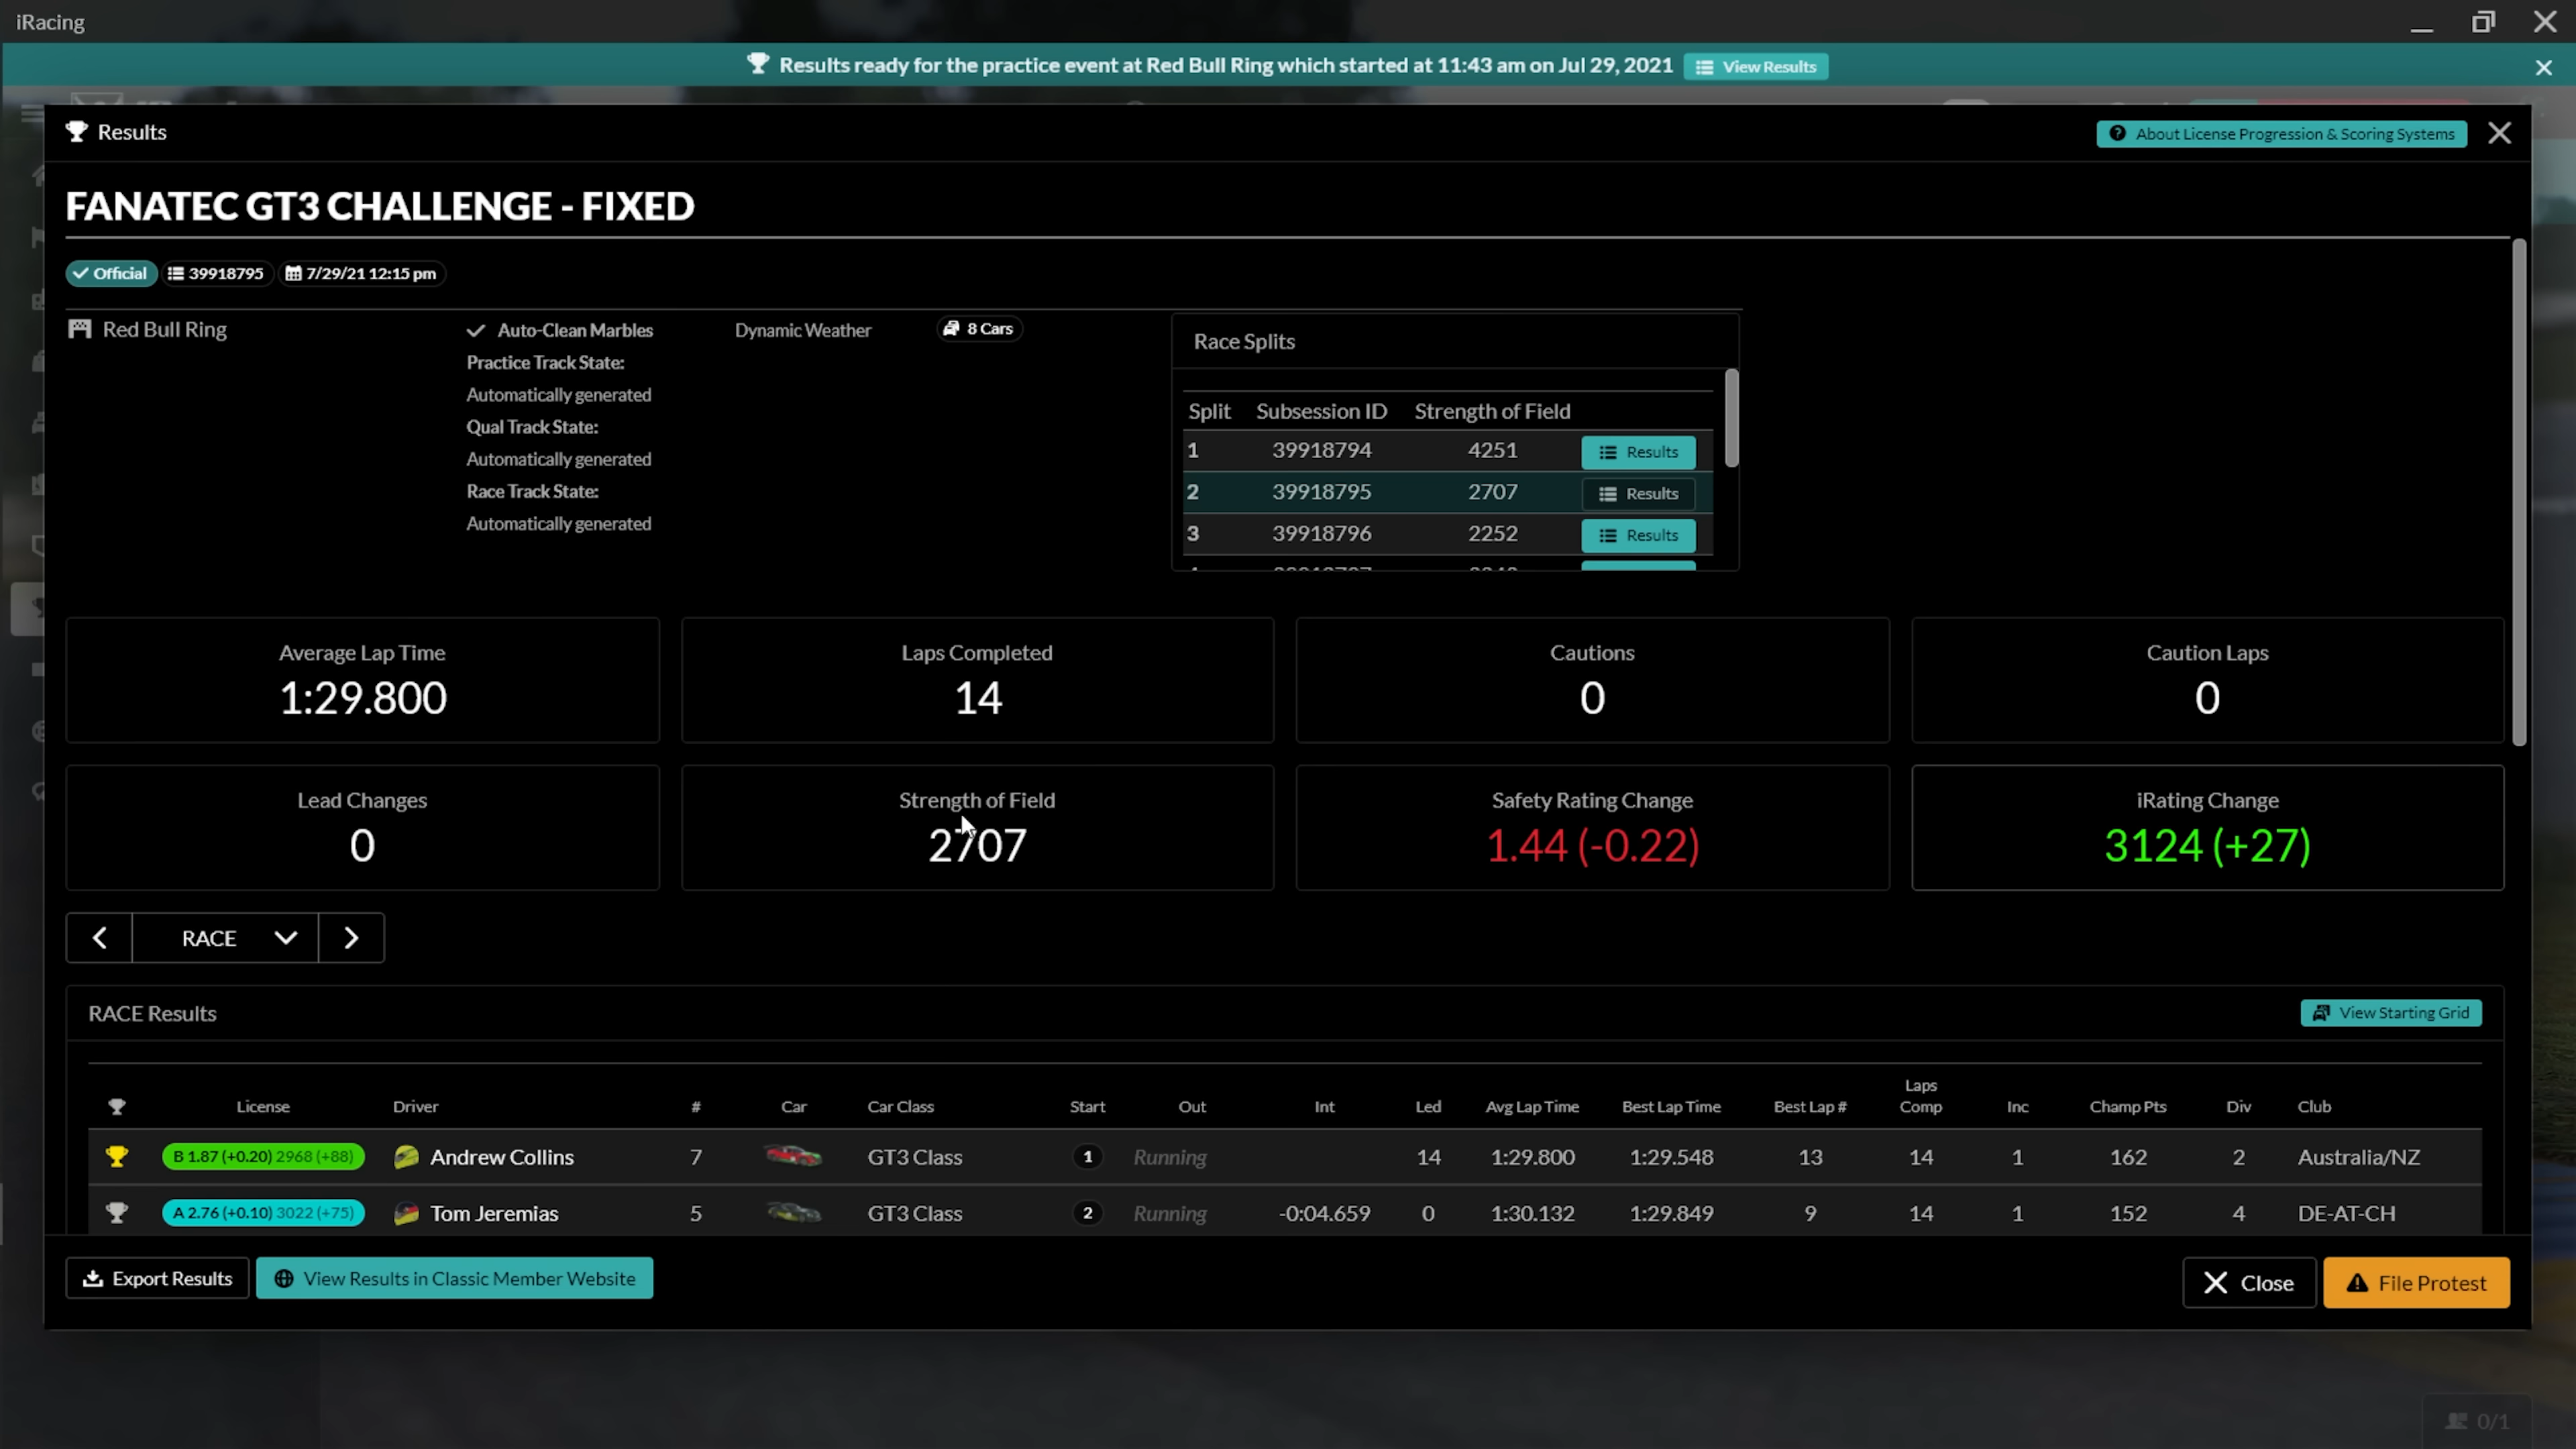 iRacing
Results ready for the practice event at Red Bull Ring which started at 11:43 am on Jul 29, 2021 View Results
Results
About License Progression & Scoring Systems
FANATEC GT3 CHALLENGE - FIXED
Official 39918795 7/29/21 12:15 pm
Red Bull Ring
Auto-Clean Marbles
Practice Track State:
Automatically generated
Qual Track State:
Automatically generated
Race Track State:
Automatically generated
Dynamic Weather
8 Cars
Race Splits
Split Subsession ID Strength of Field
1 39918794 4251 Results
2 39918795 2707 Results
3 39918796 2252 Results
Average Lap Time
1:29.800
Laps Completed
14
Cautions
0
Caution Laps
0
Lead Changes
0
Strength of Field
2707
Safety Rating Change
1.44 (-0.22)
iRating Change
3124 (+27)
RACE
RACE Results
View Starting Grid
License Driver # Car Car Class Start Out Int Led Avg Lap Time Best Lap Time Best Lap # Laps Comp Inc Champ Pts Div Club
B 1.87 (+0.20) 2968 (+88) Andrew Collins 7 GT3 Class 1 Running 14 1:29.800 1:29.548 13 14 1 162 2 Australia/NZ
A 2.76 (+0.10) 3022 (+75) Tom Jeremias 5 GT3 Class 2 Running -0:04.659 0 1:30.132 1:29.849 9 14 1 152 4 DE-AT-CH
Export Results
View Results in Classic Member Website
Close
File Protest
0/1